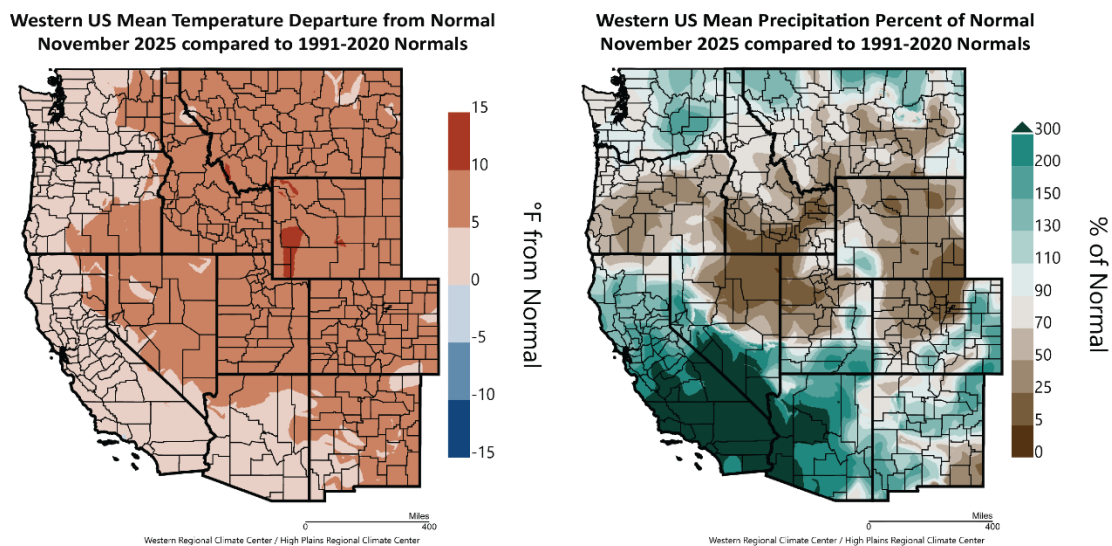 Western US Mean Temperature Departure from Normal
November 2025 compared to 1991-2020 Normals
15
10
5
0
-5
-10
-15
°F from Normal
Miles
0 400
Western Regional Climate Center / High Plains Regional Climate Center
Western US Mean Precipitation Percent of Normal
November 2025 compared to 1991-2020 Normals
300
200
150
130
110
90
70
50
25
5
0
% of Normal
Miles
0 400
Western Regional Climate Center / High Plains Regional Climate Center